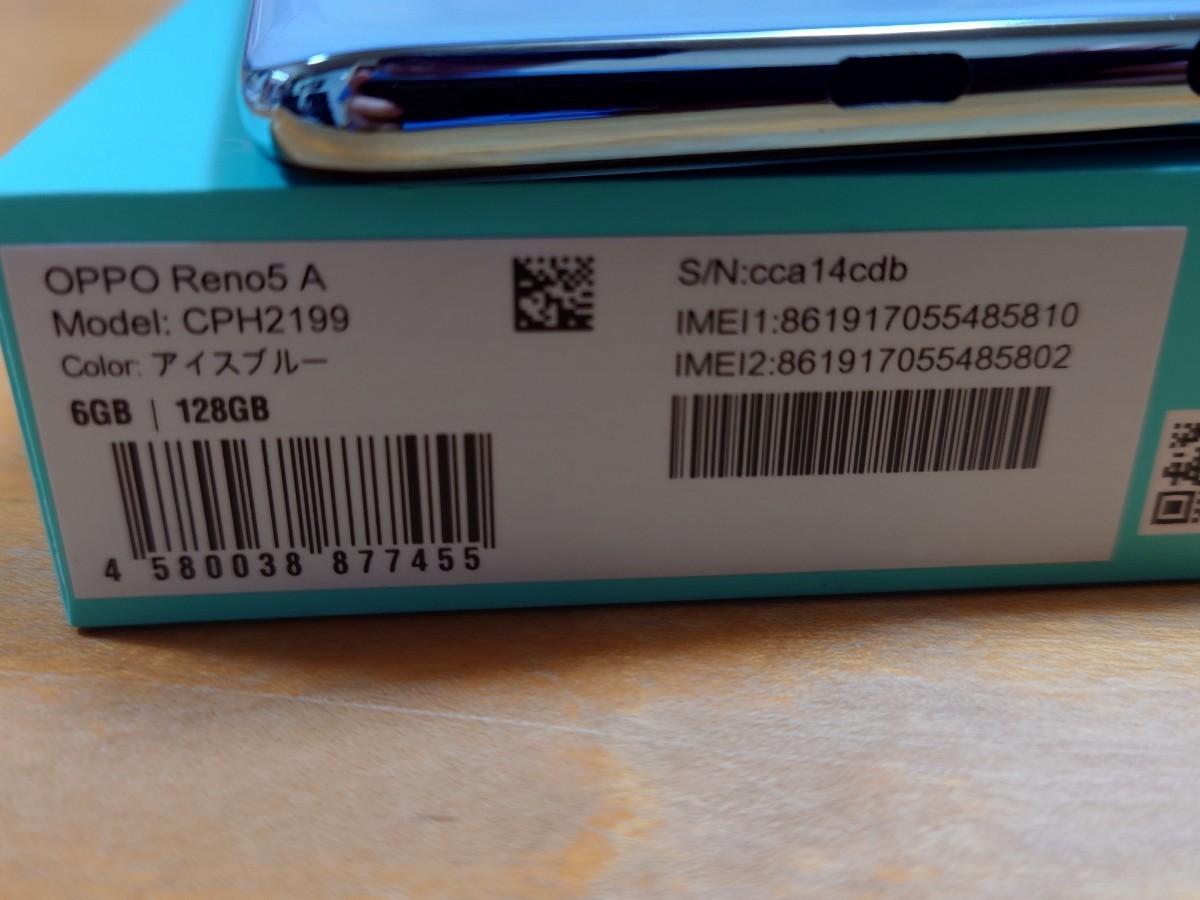 OPPO Reno5 A
Model: CPH2199
Color: アイスブルー
6GB | 128GB
4 580038 877455
S/N:cca14cdb
IMEI1:861917055485810
IMEI2:861917055485802